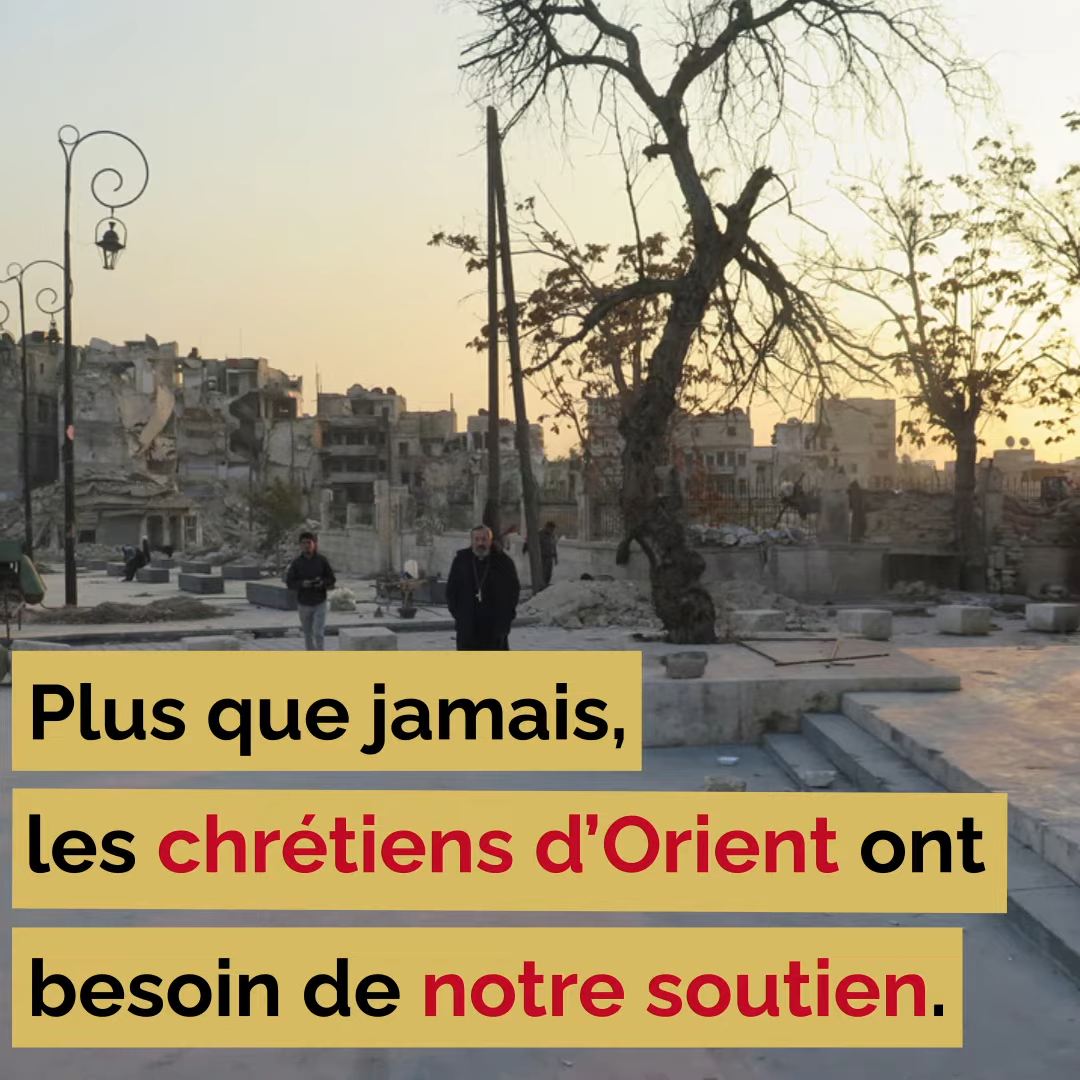 Plus que jamais,
les chrétiens d’Orient ont
besoin de notre soutien.